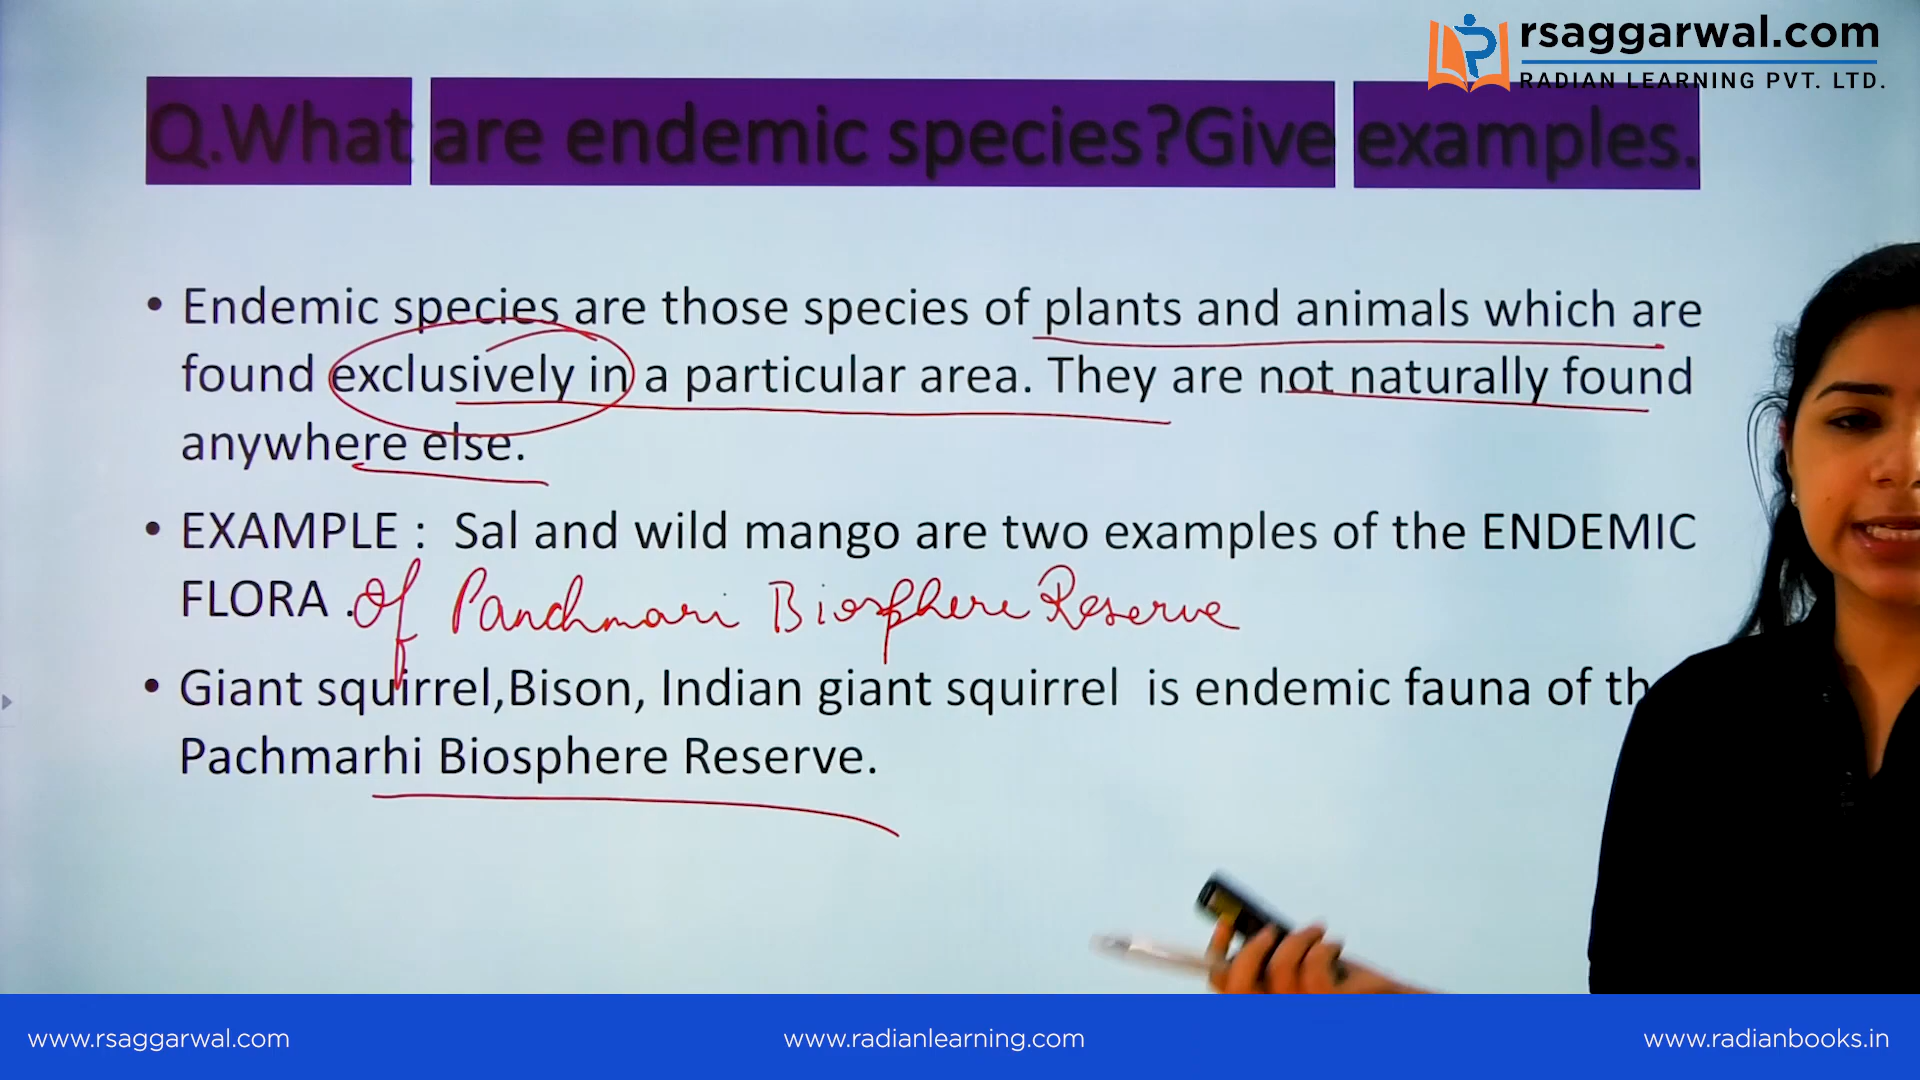 rsaggarwal.com
RADIAN LEARNING PVT. LTD.
Q.What are endemic species?Give examples.
• Endemic species are those species of plants and animals which are
found exclusively in a particular area. They are not naturally found
anywhere else.
• EXAMPLE : Sal and wild mango are two examples of the ENDEMIC
FLORA . Of Panchmari Biosphere Reserve
• Giant squirrel,Bison, Indian giant squirrel is endemic fauna of th
Pachmarhi Biosphere Reserve.
www.rsaggarwal.com
www.radianlearning.com
www.radianbooks.in